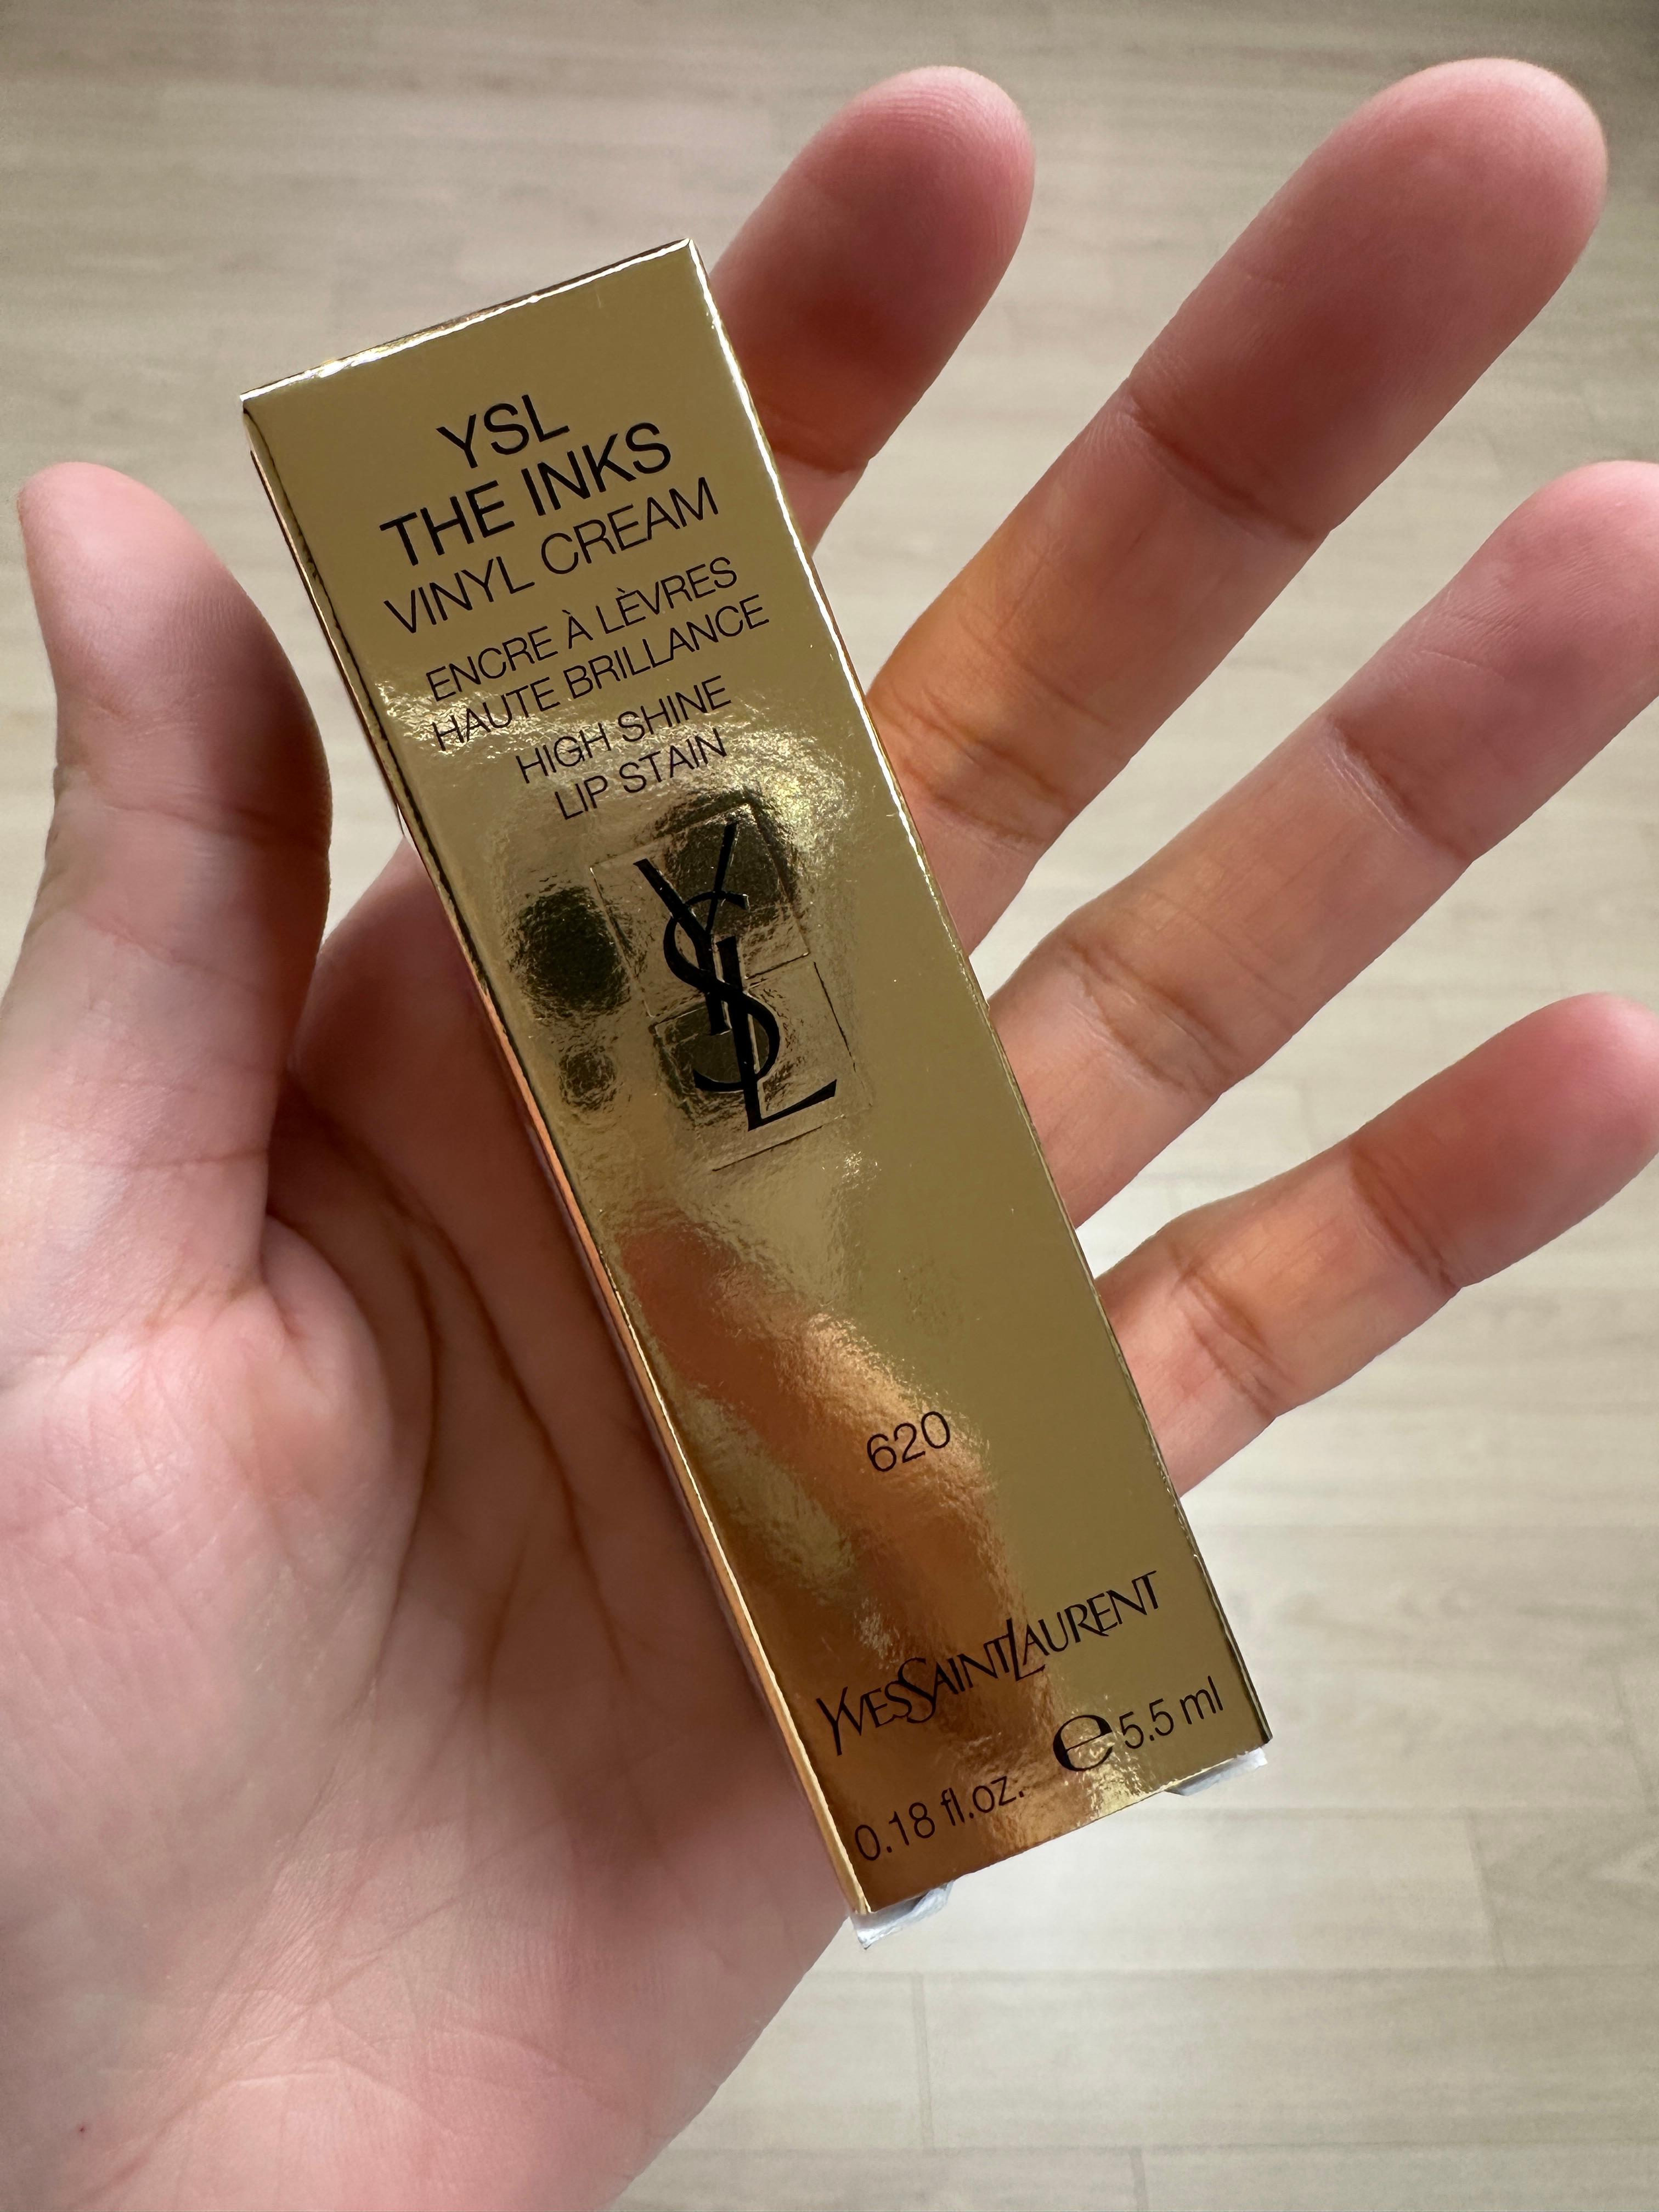 YSL
THE INKS
VINYL CREAM
ENCRE À LÈVRES
HAUTE BRILLANCE
HIGH SHINE
LIP STAIN
YSL
620
YVESSAINTLAURENT
0.18 fl.oz. ℮ 5.5 ml